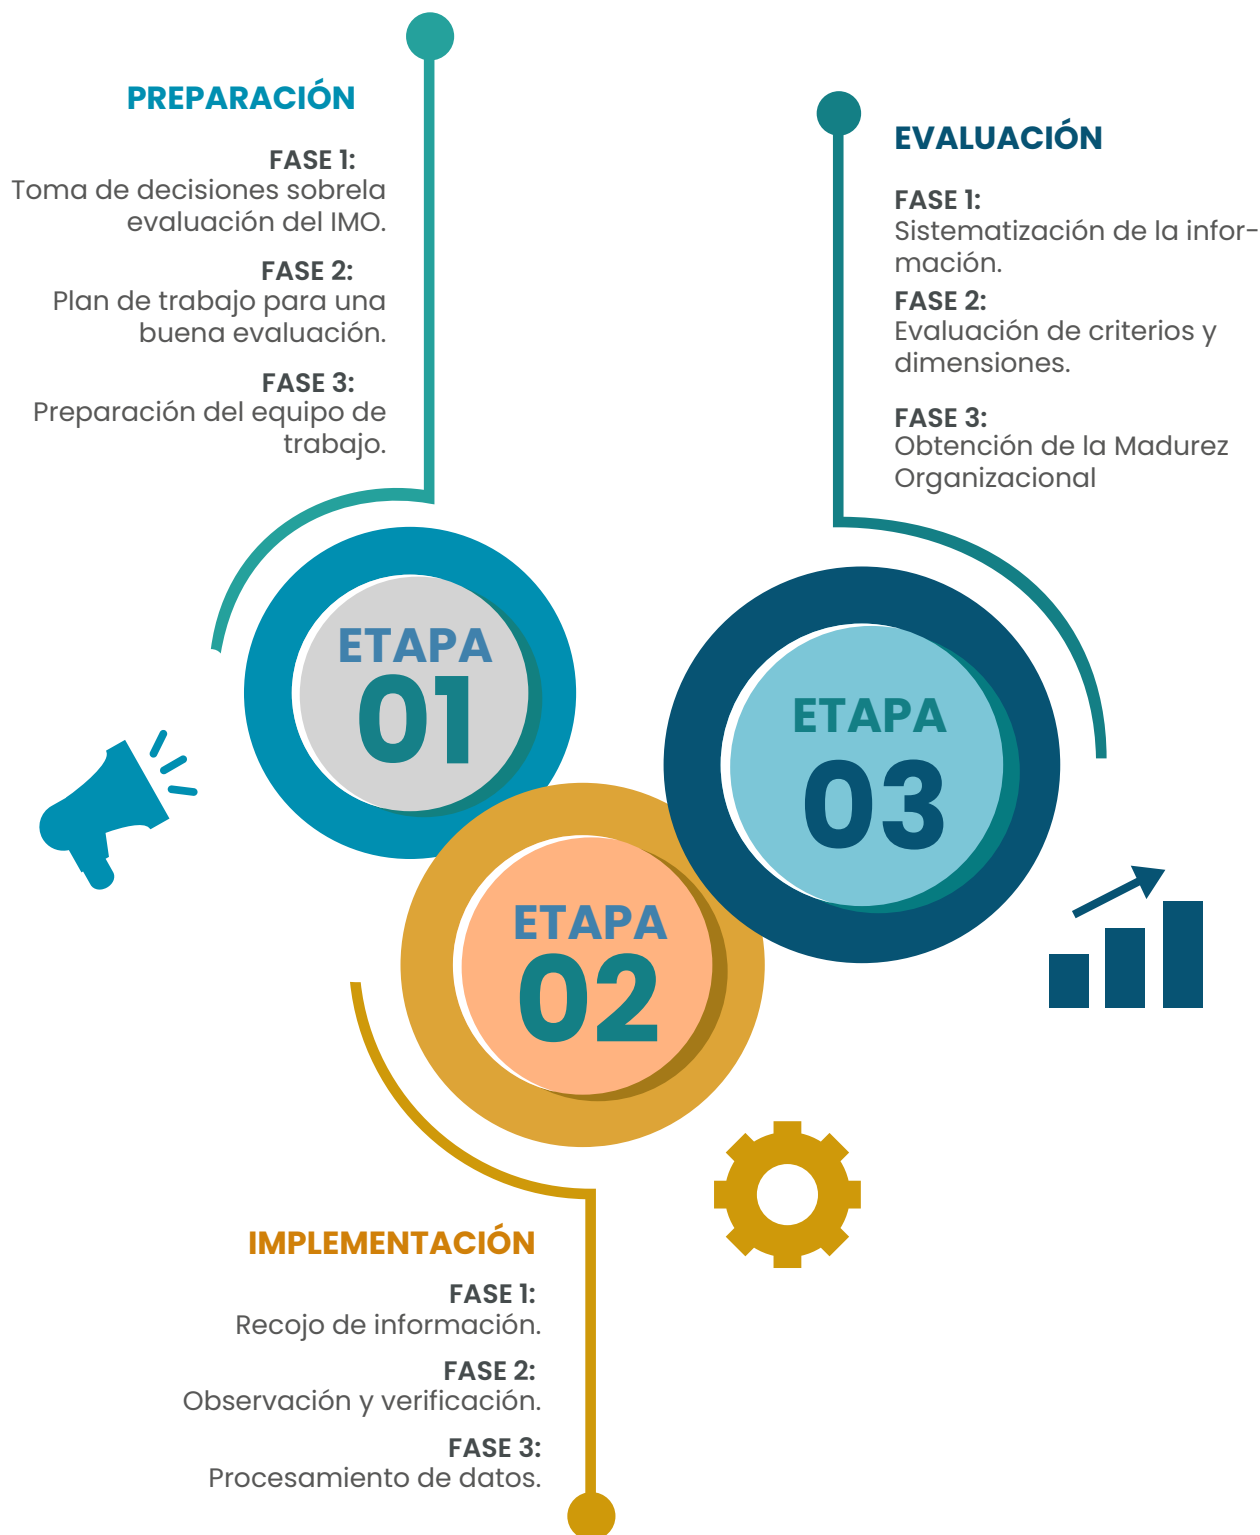 PREPARACIÓN
FASE 1:
Toma de decisiones sobrela
evaluación del IMO.
FASE 2:
Plan de trabajo para una
buena evaluación.
FASE 3:
Preparación del equipo de
trabajo.
ETAPA
01
ETAPA
02
IMPLEMENTACIÓN
FASE 1:
Recojo de información.
FASE 2:
Observación y verificación.
FASE 3:
Procesamiento de datos.
EVALUACIÓN
FASE 1:
Sistematización de la infor-
mación.
FASE 2:
Evaluación de criterios y
dimensiones.
FASE 3:
Obtención de la Madurez
Organizacional
ETAPA
03